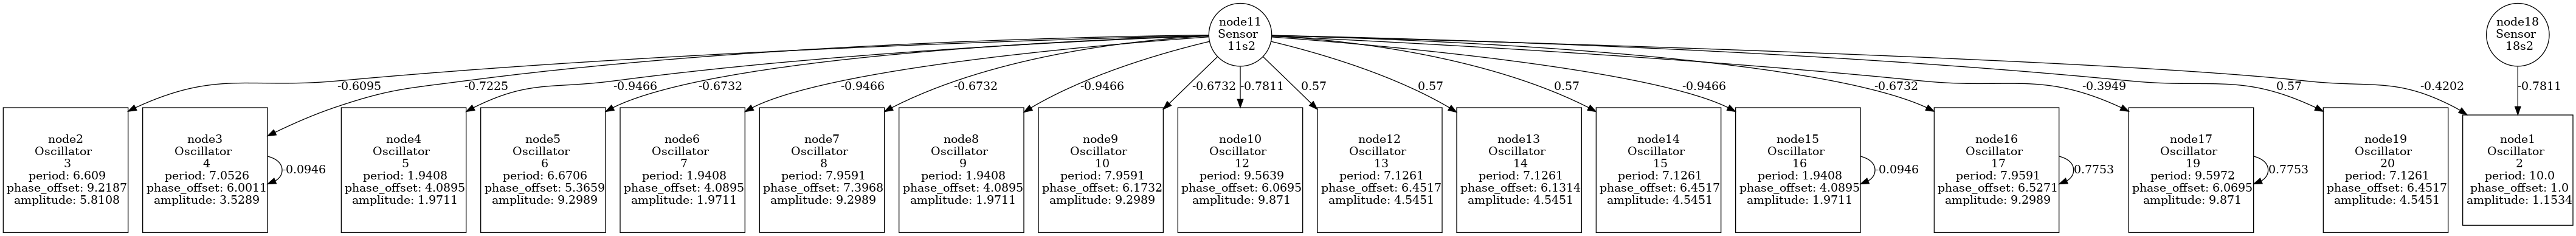 node11
Sensor
11s2
node18
Sensor
18s2
-0.6095
-0.7225
-0.9466
-0.6732
-0.9466
-0.6732
-0.9466
-0.6732
-0.7811
0.57
0.57
0.57
-0.9466
-0.6732
-0.3949
0.57
-0.4202
-0.7811
node2
Oscillator
3
period: 6.609
phase_offset: 9.2187
amplitude: 5.8108
node3
Oscillator
4
period: 7.0526
phase_offset: 6.0011
amplitude: 3.5289
-0.0946
node4
Oscillator
5
period: 1.9408
phase_offset: 4.0895
amplitude: 1.9711
node5
Oscillator
6
period: 6.6706
phase_offset: 5.3659
amplitude: 9.2989
node6
Oscillator
7
period: 1.9408
phase_offset: 4.0895
amplitude: 1.9711
node7
Oscillator
8
period: 7.9591
phase_offset: 7.3968
amplitude: 9.2989
node8
Oscillator
9
period: 1.9408
phase_offset: 4.0895
amplitude: 1.9711
node9
Oscillator
10
period: 7.9591
phase_offset: 6.1732
amplitude: 9.2989
node10
Oscillator
12
period: 9.5639
phase_offset: 6.0695
amplitude: 9.871
node12
Oscillator
13
period: 7.1261
phase_offset: 6.4517
amplitude: 4.5451
node13
Oscillator
14
period: 7.1261
phase_offset: 6.1314
amplitude: 4.5451
node14
Oscillator
15
period: 7.1261
phase_offset: 6.4517
amplitude: 4.5451
node15
Oscillator
16
period: 1.9408
phase_offset: 4.0895
amplitude: 1.9711
-0.0946
node16
Oscillator
17
period: 7.9591
phase_offset: 6.5271
amplitude: 9.2989
0.7753
node17
Oscillator
19
period: 9.5972
phase_offset: 6.0695
amplitude: 9.871
0.7753
node19
Oscillator
20
period: 7.1261
phase_offset: 6.4517
amplitude: 4.5451
node1
Oscillator
2
period: 10.0
phase_offset: 1.0
amplitude: 1.1534